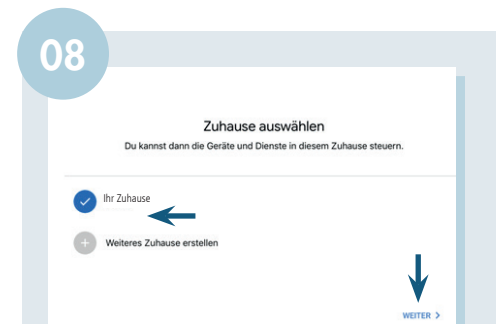 08
Zuhause auswählen
Du kannst dann die Geräte und Dienste in diesem Zuhause steuern.
Ihr Zuhause
Weiteres Zuhause erstellen
WEITER >